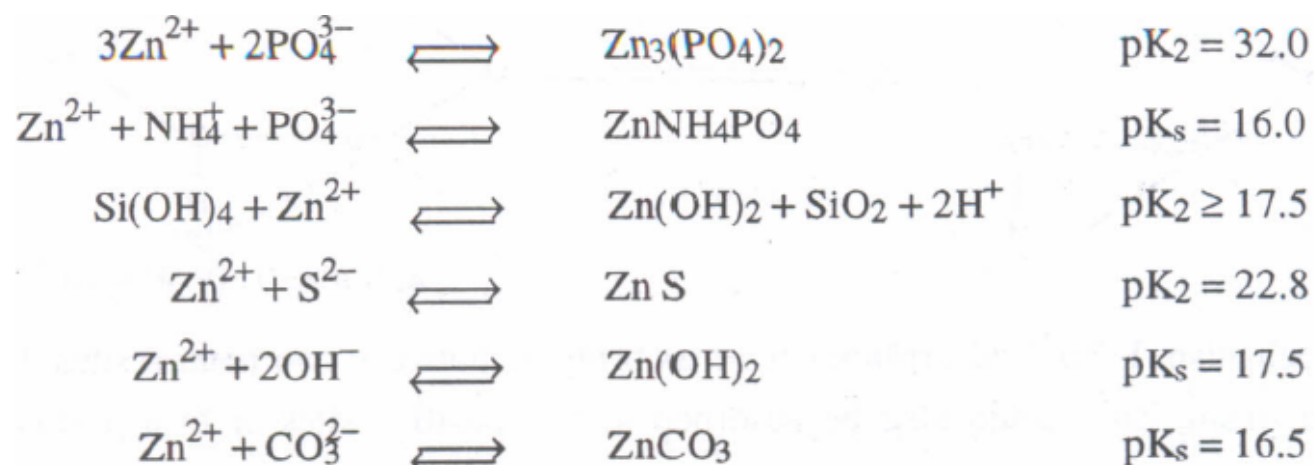 3Zn²⁺ + 2PO₄³⁻ ⇌ Zn₃(PO₄)₂ pK₂ = 32.0
Zn²⁺ + NH₄⁺ + PO₄³⁻ ⇌ ZnNH₄PO₄ pKₛ = 16.0
Si(OH)₄ + Zn²⁺ ⇌ Zn(OH)₂ + SiO₂ + 2H⁺ pK₂ ≥ 17.5
Zn²⁺ + S²⁻ ⇌ Zn S pK₂ = 22.8
Zn²⁺ + 2OH⁻ ⇌ Zn(OH)₂ pKₛ = 17.5
Zn²⁺ + CO₃²⁻ ⇌ ZnCO₃ pKₛ = 16.5